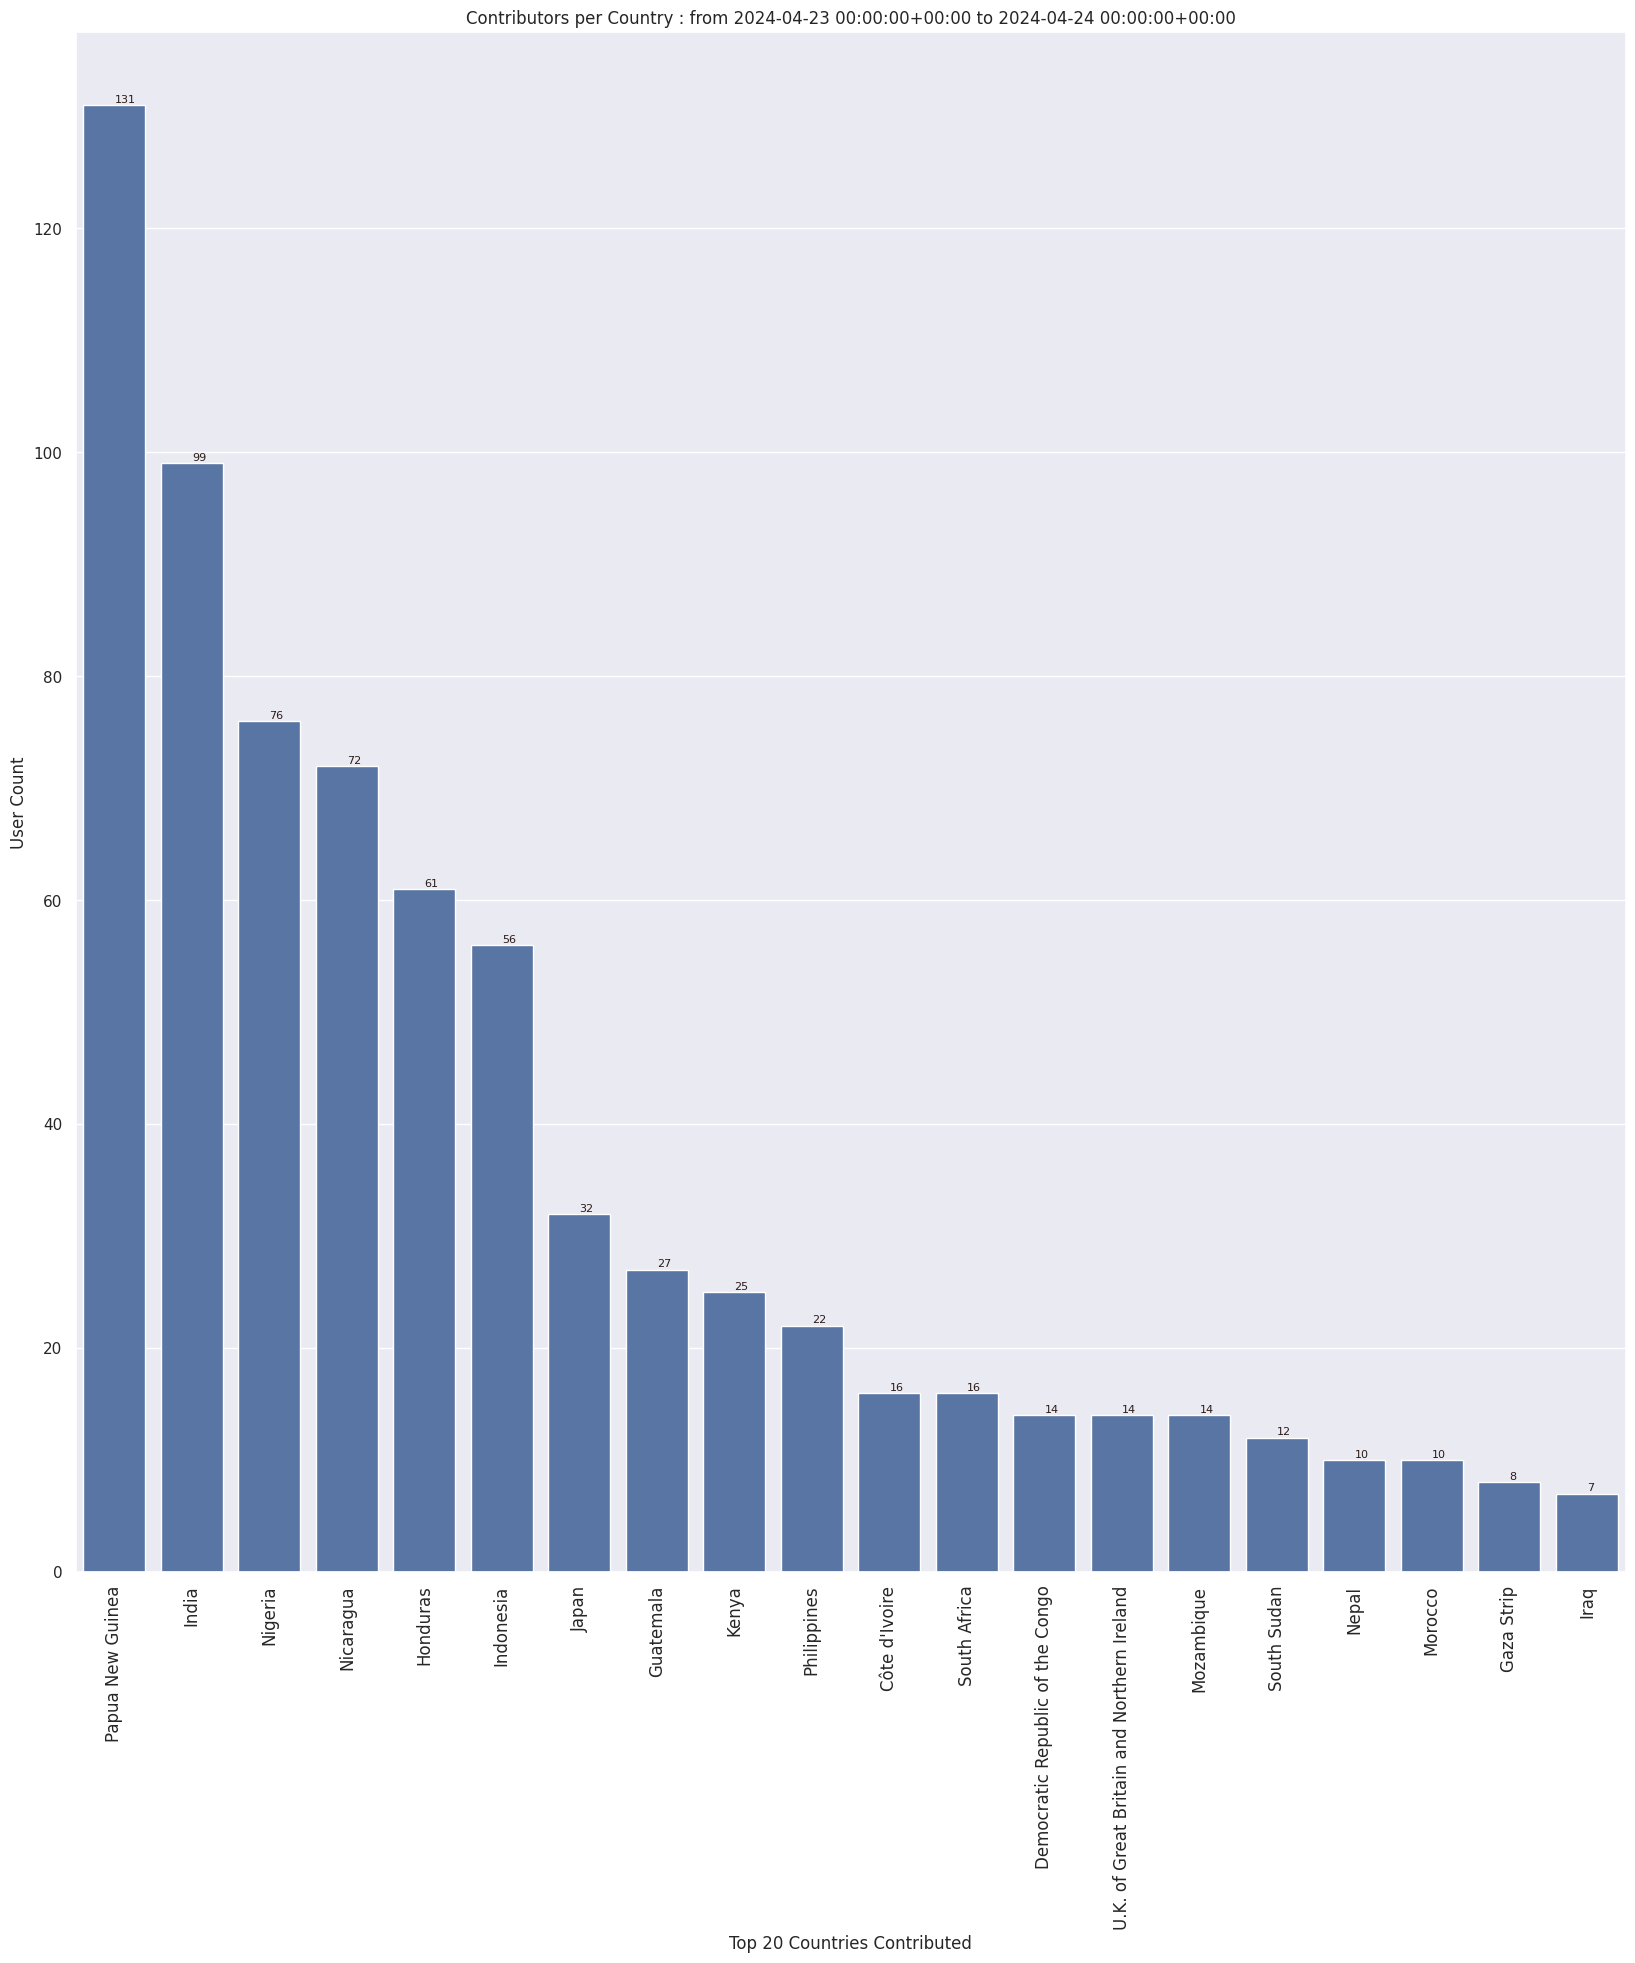 Contributors per Country : from 2024-04-23 00:00:00+00:00 to 2024-04-24 00:00:00+00:00
User Count
120
100
80
60
40
20
0
131
99
76
72
61
56
32
27
25
22
16
16
14
14
14
12
10
10
8
7
Papua New Guinea
India
Nigeria
Nicaragua
Honduras
Indonesia
Japan
Guatemala
Kenya
Philippines
Côte d'Ivoire
South Africa
Democratic Republic of the Congo
U.K. of Great Britain and Northern Ireland
Mozambique
South Sudan
Nepal
Morocco
Gaza Strip
Iraq
Top 20 Countries Contributed